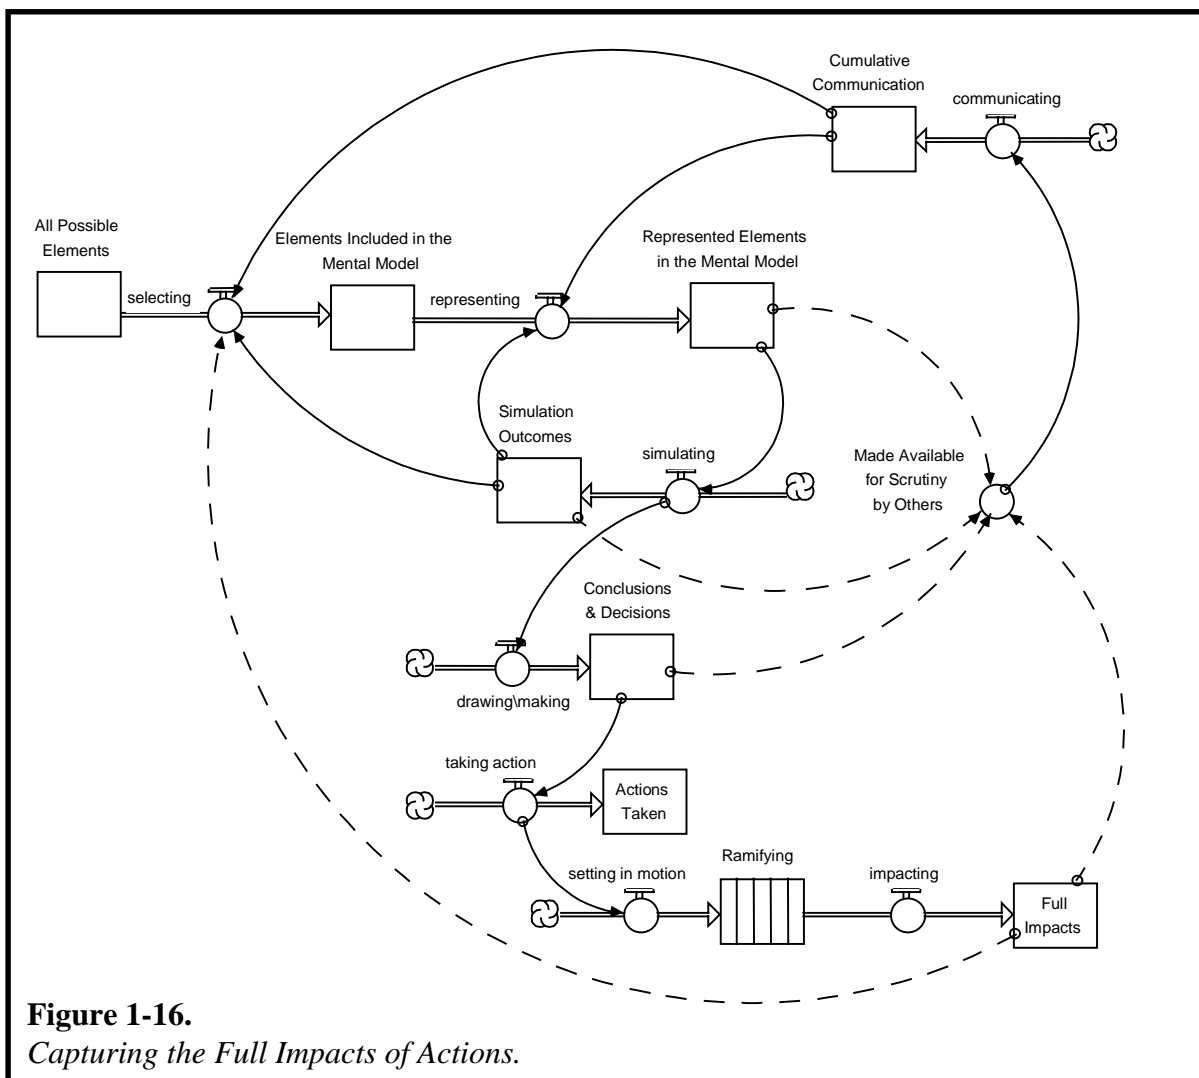 Cumulative
Communication
communicating
All Possible
Elements
Elements Included in the
Mental Model
Represented Elements
in the Mental Model
selecting
representing
Simulation
Outcomes
simulating
Made Available
for Scrutiny
by Others
Conclusions
& Decisions
drawing\making
taking action
Actions
Taken
Ramifying
setting in motion
impacting
Full
Impacts
Figure 1-16.
Capturing the Full Impacts of Actions.